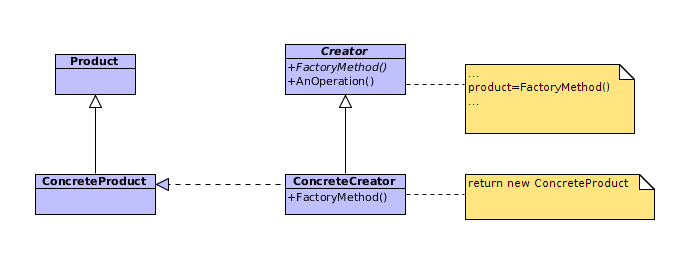 Product
Creator
+FactoryMethod()
+AnOperation()
...
product=FactoryMethod()
...
ConcreteProduct
ConcreteCreator
+FactoryMethod()
return new ConcreteProduct